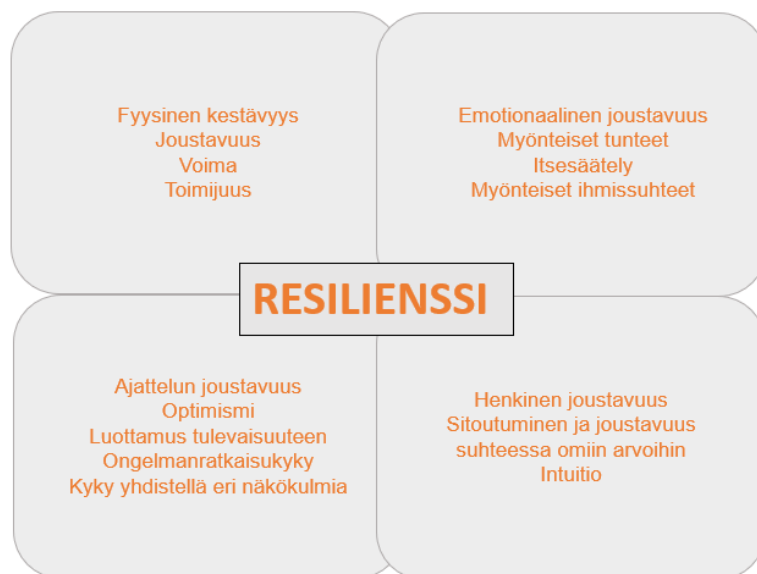 Fyysinen kestävyys
Joustavuus
Voima
Toimijuus
Emotionaalinen joustavuus
Myönteiset tunteet
Itsesäätely
Myönteiset ihmissuhteet
RESILIENSSI
Ajattelun joustavuus
Optimismi
Luottamus tulevaisuuteen
Ongelmanratkaisukyky
Kyky yhdistellä eri näkökulmia
Henkinen joustavuus
Sitoutuminen ja joustavuus
suhteessa omiin arvoihin
Intuitio